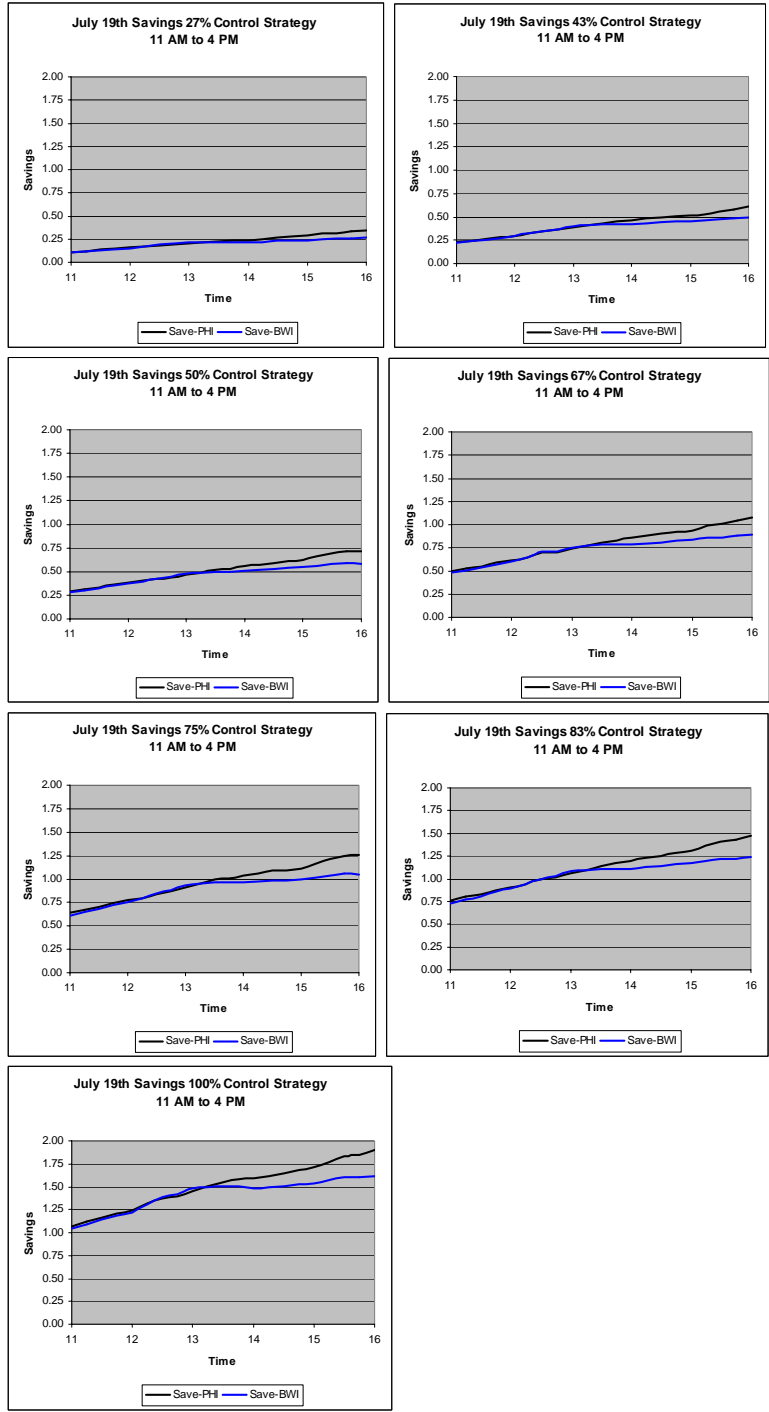 July 19th Savings 27% Control Strategy
11 AM to 4 PM
2.00
1.75
1.50
1.25
1.00
0.75
0.50
0.25
0.00
Savings
11 12 13 14 15 16
Time
Save-PHI Save-BWI
July 19th Savings 43% Control Strategy
11 AM to 4 PM
2.00
1.75
1.50
1.25
1.00
0.75
0.50
0.25
0.00
Savings
11 12 13 14 15 16
Time
Save-PHI Save-BWI
July 19th Savings 50% Control Strategy
11 AM to 4 PM
2.00
1.75
1.50
1.25
1.00
0.75
0.50
0.25
0.00
Savings
11 12 13 14 15 16
Time
Save-PHI Save-BWI
July 19th Savings 67% Control Strategy
11 AM to 4 PM
2.00
1.75
1.50
1.25
1.00
0.75
0.50
0.25
0.00
Savings
11 12 13 14 15 16
Time
Save-PHI Save-BWI
July 19th Savings 75% Control Strategy
11 AM to 4 PM
2.00
1.75
1.50
1.25
1.00
0.75
0.50
0.25
0.00
Savings
11 12 13 14 15 16
Time
Save-PHI Save-BWI
July 19th Savings 83% Control Strategy
11 AM to 4 PM
2.00
1.75
1.50
1.25
1.00
0.75
0.50
0.25
0.00
Savings
11 12 13 14 15 16
Time
Save-PHI Save-BWI
July 19th Savings 100% Control Strategy
11 AM to 4 PM
2.00
1.75
1.50
1.25
1.00
0.75
0.50
0.25
0.00
Savings
11 12 13 14 15 16
Time
Save-PHI Save-BWI